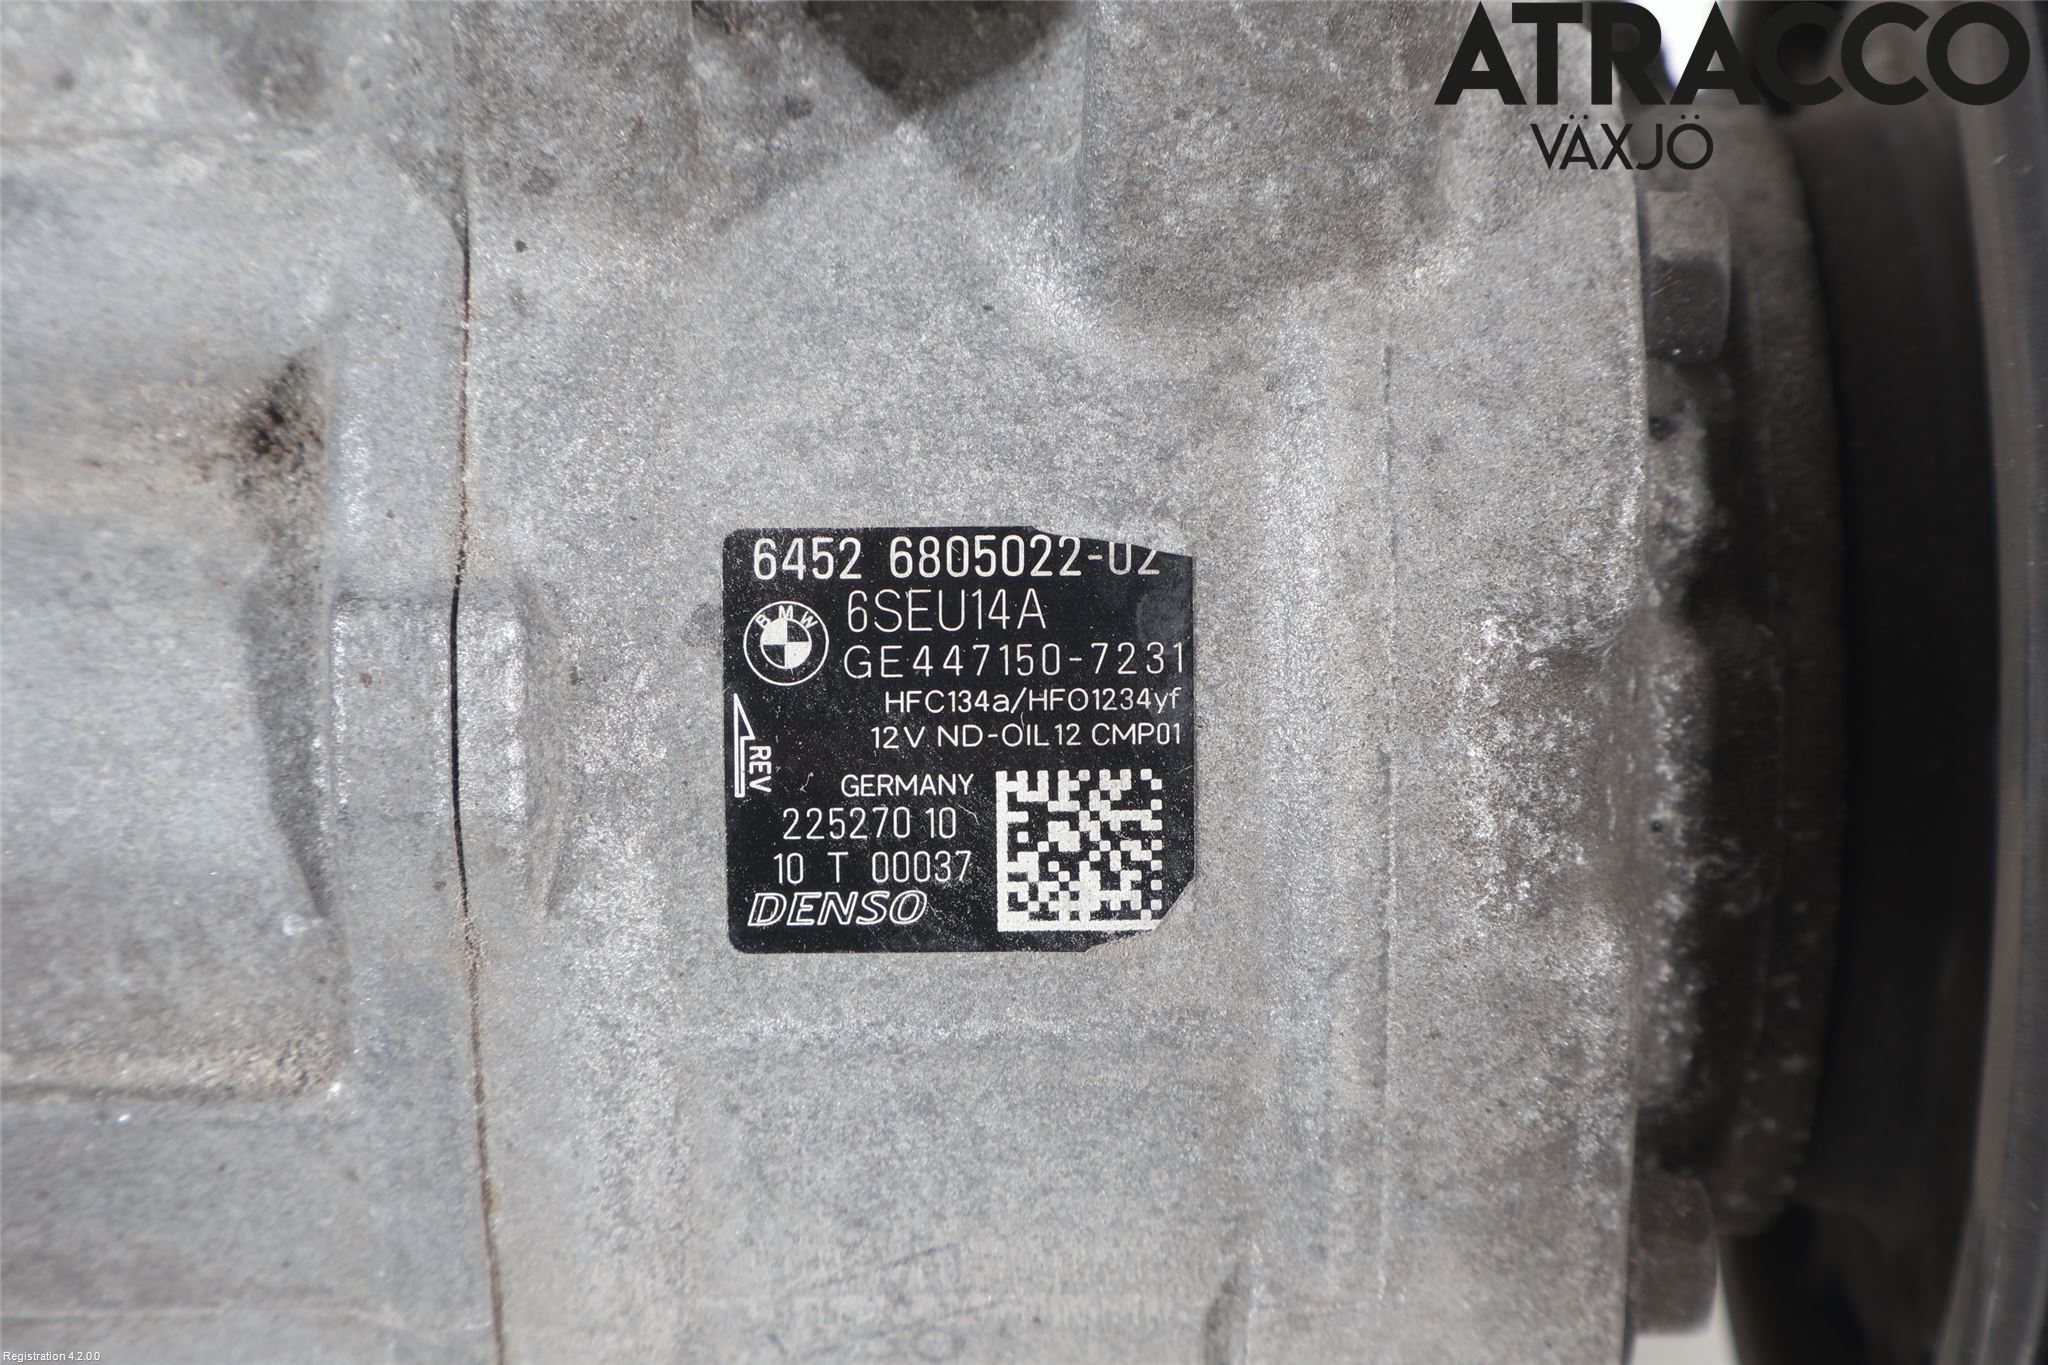 ATRACCO
VÄXJÖ
6452 6805022-02
BMW
6SEU14A
GE447150-7231
HFC134a/HFO1234yf
12V ND-OIL12 CMP01
REV
GERMANY
225270 10
10 T 00037
DENSO
Registration 4.2.0.0